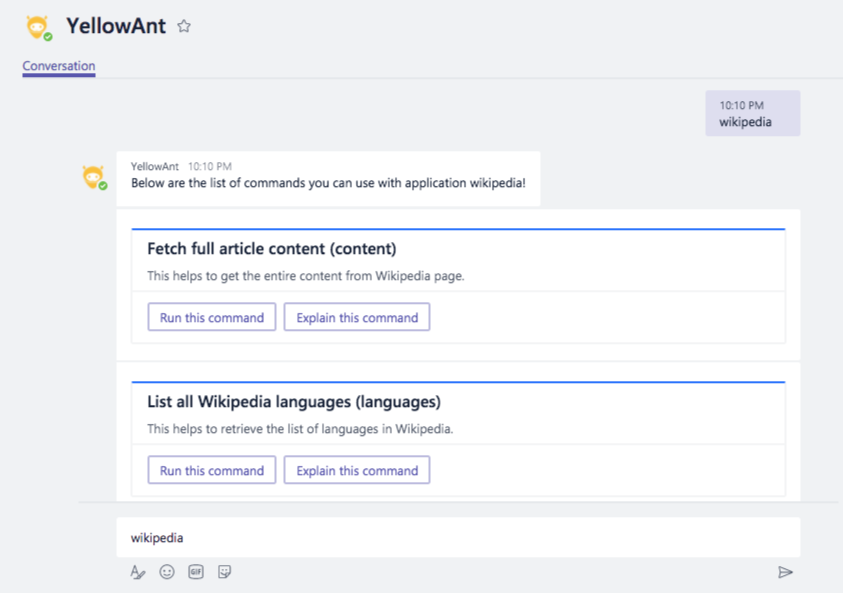 YellowAnt
Conversation
10:10 PM
wikipedia
YellowAnt 10:10 PM
Below are the list of commands you can use with application wikipedia!
Fetch full article content (content)
This helps to get the entire content from Wikipedia page.
Run this command Explain this command
List all Wikipedia languages (languages)
This helps to retrieve the list of languages in Wikipedia.
Run this command Explain this command
wikipedia
GIF